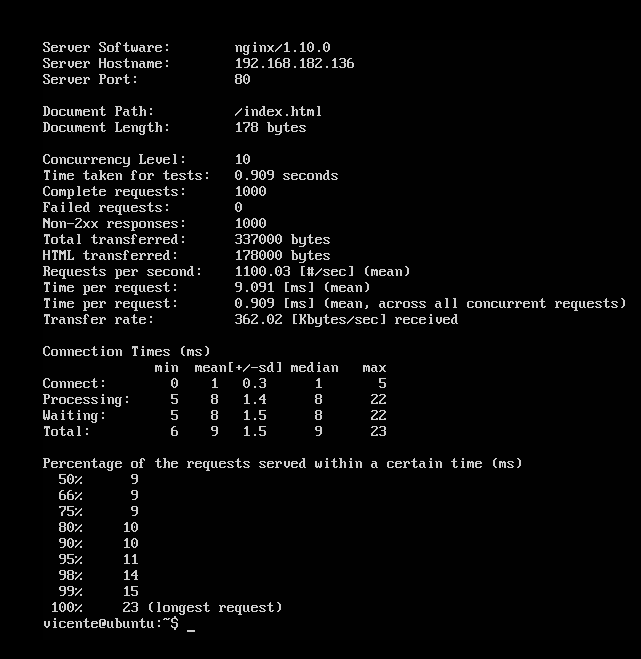 Server Software:        nginx/1.10.0
Server Hostname:        192.168.182.136
Server Port:            80
Document Path:          /index.html
Document Length:        178 bytes
Concurrency Level:      10
Time taken for tests:   0.909 seconds
Complete requests:      1000
Failed requests:        0
Non-2xx responses:      1000
Total transferred:      337000 bytes
HTML transferred:       178000 bytes
Requests per second:    1100.03 [#/sec] (mean)
Time per request:       9.091 [ms] (mean)
Time per request:       0.909 [ms] (mean, across all concurrent requests)
Transfer rate:          362.02 [Kbytes/sec] received
Connection Times (ms)
              min  mean[+/-sd] median   max
Connect:        0    1   0.3      1       5
Processing:     5    8   1.4      8      22
Waiting:        5    8   1.5      8      22
Total:          6    9   1.5      9      23
Percentage of the requests served within a certain time (ms)
  50%      9
  66%      9
  75%      9
  80%     10
  90%     10
  95%     11
  98%     14
  99%     15
 100%     23 (longest request)
vicente@ubuntu:~$ _